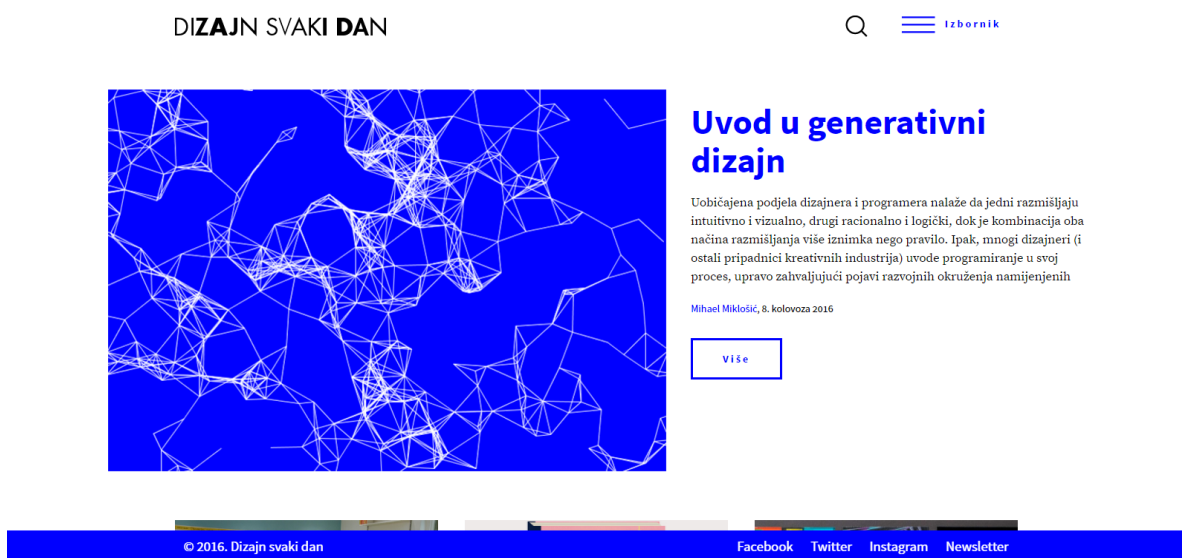 DIZAJN SVAKI DAN
Izbornik
Uvod u generativni
dizajn
Uobičajena podjela dizajnera i programera nalaže da jedni razmišljaju
intuitivno i vizualno, drugi racionalno i logički, dok je kombinacija oba
načina razmišljanja više iznimka nego pravilo. Ipak, mnogi dizajneri (i
ostali pripadnici kreativnih industrija) uvode programiranje u svoj
proces, upravo zahvaljujući pojavi razvojnih okruženja namijenjenih
Mihael Miklošić, 8. kolovoza 2016
Više
© 2016. Dizajn svaki dan
Facebook Twitter Instagram Newsletter